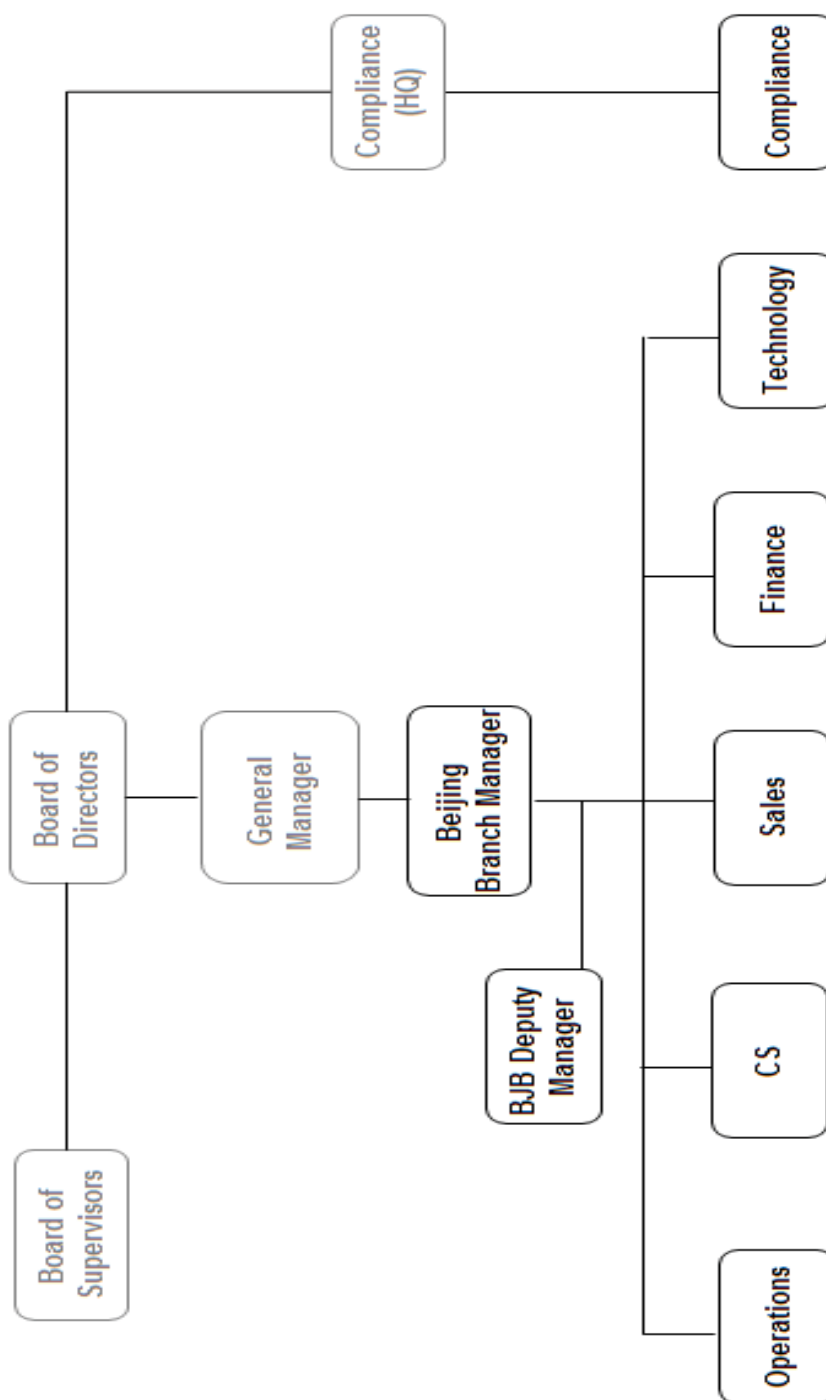 Board of
Supervisors
Board of
Directors
General
Manager
Compliance
(HQ)
Beijing
Branch Manager
BJB Deputy
Manager
Operations
CS
Sales
Finance
Technology
Compliance